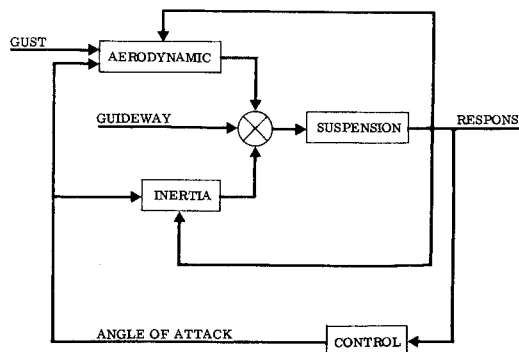 GUST
AERODYNAMIC
GUIDEWAY
SUSPENSION
RESPONS
INERTIA
ANGLE OF ATTACK
CONTROL